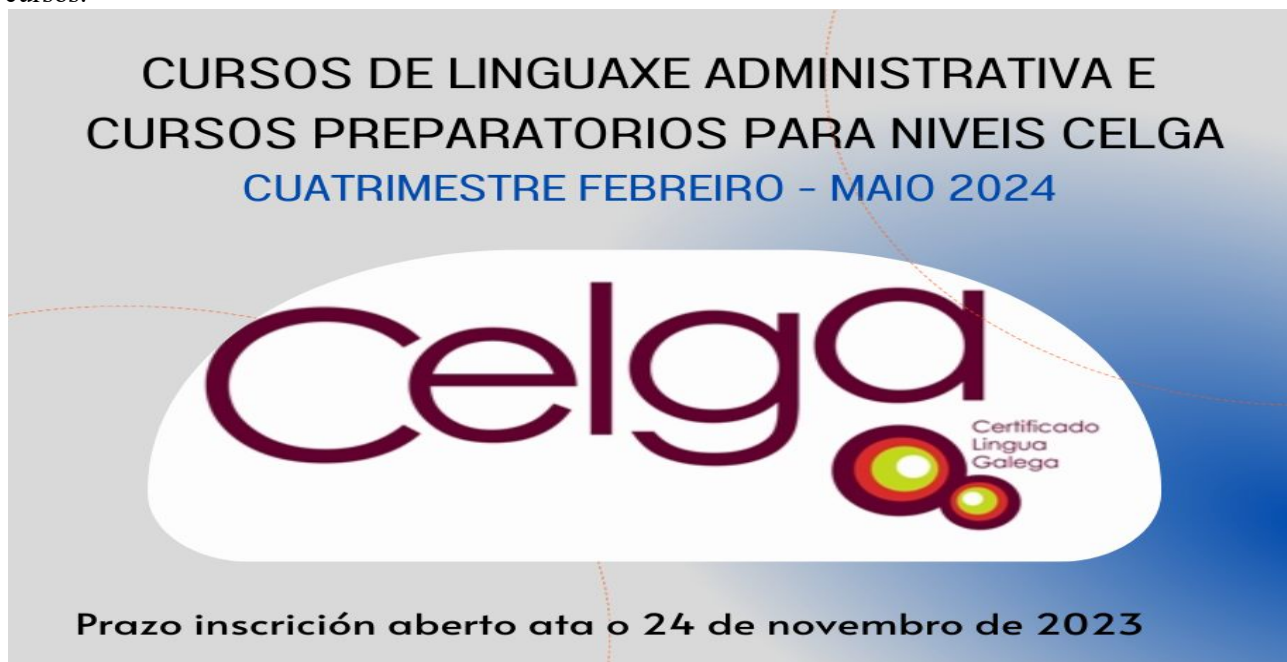 cursos.
CURSOS DE LINGUAXE ADMINISTRATIVA E
CURSOS PREPARATORIOS PARA NIVEIS CELGA
CUATRIMESTRE FEBREIRO - MAIO 2024
Celga
Certificado
Lingua
Galega
Prazo inscrición aberto ata o 24 de novembro de 2023